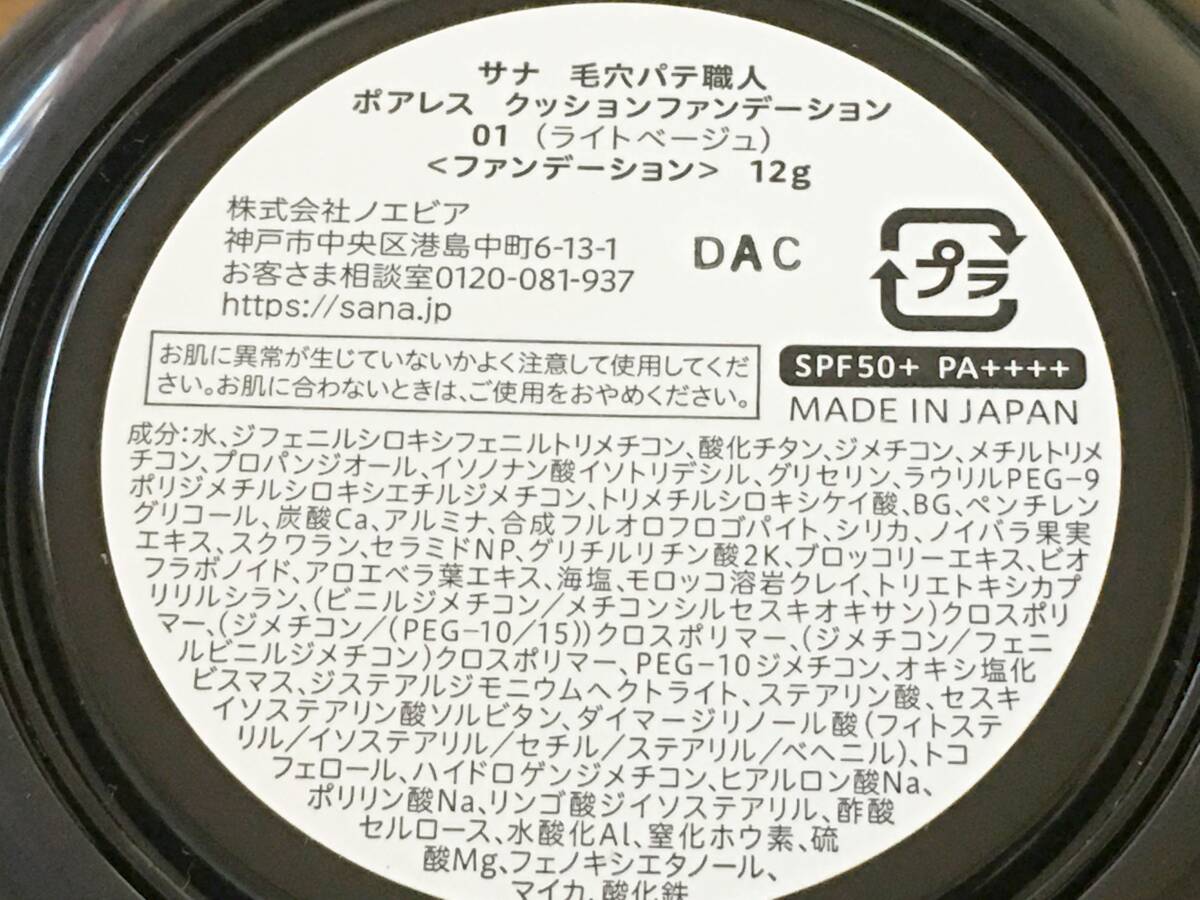 サナ 毛穴パテ職人
ポアレス クッションファンデーション
01（ライトベージュ）
<ファンデーション> 12g
株式会社ノエビア
神戸市中央区港島中町6-13-1
お客さま相談室0120-081-937
https://sana.jp
DAC
プラ
お肌に異常が生じていないかよく注意して使用してくだ
さい。お肌に合わないときは、ご使用をおやめください。
SPF50+ PA++++
MADE IN JAPAN
成分:水、ジフェニルシロキシフェニルトリメチコン、酸化チタン、ジメチコン、メチルトリメ
チコン、プロパンジオール、イソノナン酸イソトリデシル、グリセリン、ラウリルPEG-9
ポリジメチルシロキシエチルジメチコン、トリメチルシロキシケイ酸、BG、ペンチレン
グリコール、炭酸Ca、アルミナ、合成フルオロフロゴパイト、シリカ、ノイバラ果実
エキス、スクワラン、セラミドNP、グリチルリチン酸2K、ブロッコリーエキス、ビオ
フラボノイド、アロエベラ葉エキス、海塩、モロッコ溶岩クレイ、トリエトキシカプ
リリルシラン、(ビニルジメチコン/メチコンシルセスキオキサン)クロスポリ
マー、(ジメチコン/(PEG-10/15))クロスポリマー、(ジメチコン/フェニ
ルビニルジメチコン)クロスポリマー、PEG-10ジメチコン、オキシ塩化
ビスマス、ジステアルジモニウムヘクトライト、ステアリン酸、セスキ
イソステアリン酸ソルビタン、ダイマージリノール酸(フィトステ
リル/イソステアリル/セチル/ステアリル/ベヘニル)、トコ
フェロール、ハイドロゲンジメチコン、ヒアルロン酸Na、
ポリリン酸Na、リンゴ酸ジイソステアリル、酢酸
セルロース、水酸化Al、窒化ホウ素、硫
酸Mg、フェノキシエタノール、
マイカ、酸化鉄